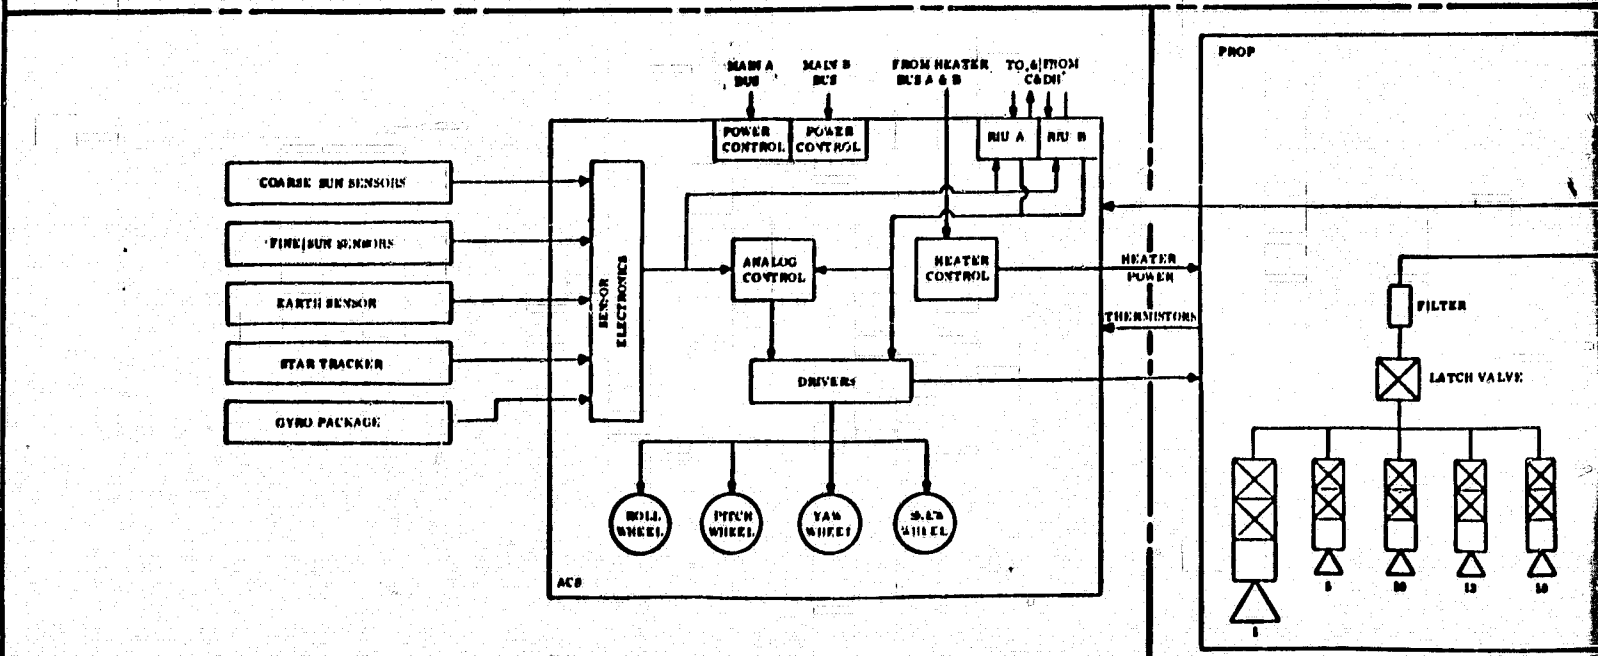 PROP
MAIN A
BUS
MAIN B
BUS
FROM HEATER
BUS A & B
TO & FROM
C&DH
POWER
CONTROL
POWER
CONTROL
RIU A
RIU B
COARSE SUN SENSORS
FINE SUN SENSORS
EARTH SENSOR
STAR TRACKER
GYRO PACKAGE
SENSOR
ELECTRONICS
ANALOG
CONTROL
HEATER
CONTROL
HEATER
POWER
THERMISTORS
FILTER
LATCH VALVE
DRIVERS
ROLL
WHEEL
PITCH
WHEEL
YAW
WHEEL
SKEW
WHEEL
ACS
1